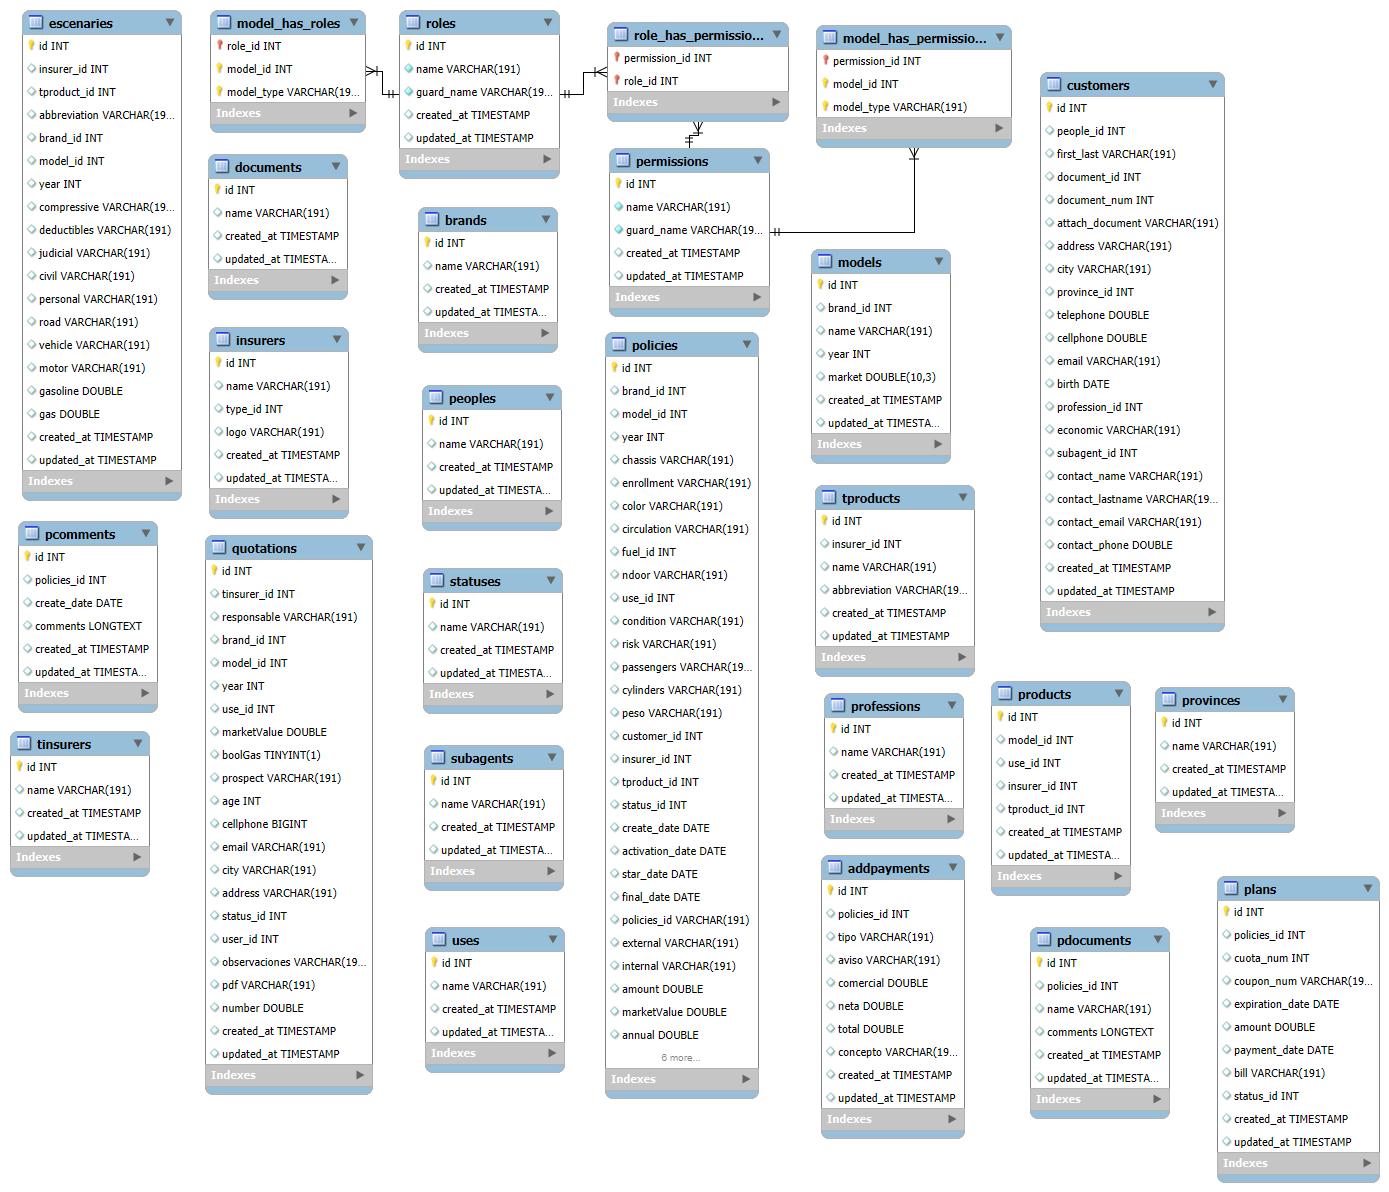 escenaries
id INT
insurer_id INT
tproduct_id INT
abbreviation VARCHAR(19...
brand_id INT
model_id INT
year INT
compressive VARCHAR(19...
deductibles VARCHAR(191)
judicial VARCHAR(191)
civil VARCHAR(191)
personal VARCHAR(191)
road VARCHAR(191)
vehicle VARCHAR(191)
motor VARCHAR(191)
gasoline DOUBLE
gas DOUBLE
created_at TIMESTAMP
updated_at TIMESTAMP
Indexes
model_has_roles
role_id INT
model_id INT
model_type VARCHAR(19...
Indexes
roles
id INT
name VARCHAR(191)
guard_name VARCHAR(19...
created_at TIMESTAMP
updated_at TIMESTAMP
Indexes
role_has_permissio...
permission_id INT
role_id INT
Indexes
model_has_permissio...
permission_id INT
model_id INT
model_type VARCHAR(191)
Indexes
customers
id INT
people_id INT
first_last VARCHAR(191)
document_id INT
document_num INT
attach_document VARCHAR(191)
address VARCHAR(191)
city VARCHAR(191)
province_id INT
telephone DOUBLE
cellphone DOUBLE
email VARCHAR(191)
birth DATE
profession_id INT
economic VARCHAR(191)
subagent_id INT
contact_name VARCHAR(191)
contact_lastname VARCHAR(19...
contact_email VARCHAR(191)
contact_phone DOUBLE
created_at TIMESTAMP
updated_at TIMESTAMP
Indexes
documents
id INT
name VARCHAR(191)
created_at TIMESTAMP
updated_at TIMESTA...
Indexes
brands
id INT
name VARCHAR(191)
created_at TIMESTAMP
updated_at TIMESTA...
Indexes
permissions
id INT
name VARCHAR(191)
guard_name VARCHAR(19...
created_at TIMESTAMP
updated_at TIMESTAMP
Indexes
models
id INT
brand_id INT
name VARCHAR(191)
year INT
market DOUBLE(10,3)
created_at TIMESTAMP
updated_at TIMESTA...
Indexes
insurers
id INT
name VARCHAR(191)
type_id INT
logo VARCHAR(191)
created_at TIMESTAMP
updated_at TIMESTA...
Indexes
peoples
id INT
name VARCHAR(191)
created_at TIMESTAMP
updated_at TIMESTA...
Indexes
policies
id INT
brand_id INT
model_id INT
year INT
chassis VARCHAR(191)
enrollment VARCHAR(191)
color VARCHAR(191)
circulation VARCHAR(191)
fuel_id INT
ndoor VARCHAR(191)
use_id INT
condition VARCHAR(191)
risk VARCHAR(191)
passengers VARCHAR(19...
cylinders VARCHAR(191)
peso VARCHAR(191)
customer_id INT
insurer_id INT
tproduct_id INT
status_id INT
create_date DATE
activation_date DATE
star_date DATE
final_date DATE
policies_id VARCHAR(191)
external VARCHAR(191)
internal VARCHAR(191)
amount DOUBLE
marketValue DOUBLE
annual DOUBLE
6 more...
Indexes
tproducts
id INT
insurer_id INT
name VARCHAR(191)
abbreviation VARCHAR(19...
created_at TIMESTAMP
updated_at TIMESTAMP
Indexes
pcomments
id INT
policies_id INT
create_date DATE
comments LONGTEXT
created_at TIMESTAMP
updated_at TIMESTA...
Indexes
quotations
id INT
tinsurer_id INT
responsable VARCHAR(191)
brand_id INT
model_id INT
year INT
use_id INT
marketValue DOUBLE
boolGas TINYINT(1)
prospect VARCHAR(191)
age INT
cellphone BIGINT
email VARCHAR(191)
city VARCHAR(191)
address VARCHAR(191)
status_id INT
user_id INT
observaciones VARCHAR(19...
pdf VARCHAR(191)
number DOUBLE
created_at TIMESTAMP
updated_at TIMESTAMP
Indexes
statuses
id INT
name VARCHAR(191)
created_at TIMESTAMP
updated_at TIMESTA...
Indexes
professions
id INT
name VARCHAR(191)
created_at TIMESTAMP
updated_at TIMESTA...
Indexes
products
id INT
model_id INT
use_id INT
insurer_id INT
tproduct_id INT
created_at TIMESTAMP
updated_at TIMESTA...
Indexes
provinces
id INT
name VARCHAR(191)
created_at TIMESTAMP
updated_at TIMESTA...
Indexes
tinsurers
id INT
name VARCHAR(191)
created_at TIMESTAMP
updated_at TIMESTA...
Indexes
subagents
id INT
name VARCHAR(191)
created_at TIMESTAMP
updated_at TIMESTA...
Indexes
addpayments
id INT
policies_id INT
tipo VARCHAR(191)
aviso VARCHAR(191)
comercial DOUBLE
neta DOUBLE
total DOUBLE
concepto VARCHAR(19...
created_at TIMESTAMP
updated_at TIMESTAMP
Indexes
uses
id INT
name VARCHAR(191)
created_at TIMESTAMP
updated_at TIMESTA...
Indexes
pdocuments
id INT
policies_id INT
name VARCHAR(191)
comments LONGTEXT
created_at TIMESTAMP
updated_at TIMESTA...
Indexes
plans
id INT
policies_id INT
cuota_num INT
coupon_num VARCHAR(19...
expiration_date DATE
amount DOUBLE
payment_date DATE
bill VARCHAR(191)
status_id INT
created_at TIMESTAMP
updated_at TIMESTAMP
Indexes